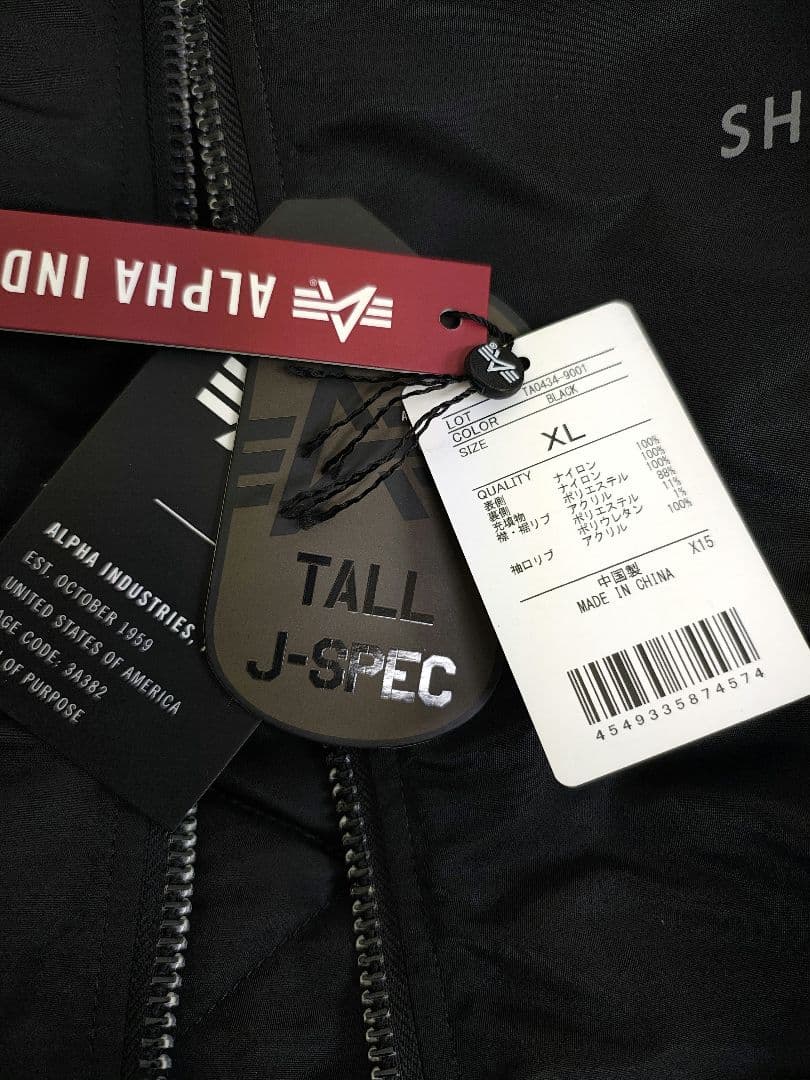 SH
ALPHA IND
LOT TA0434-9001
COLOR BLACK
SIZE XL
QUALITY
表側 ナイロン 100%
裏側 ナイロン 100%
充填物 ポリエステル 100%
襟・裾リブ アクリル 88%
ポリエステル 11%
ポリウレタン 1%
袖口リブ アクリル 100%
X15
中国製
MADE IN CHINA
4549335874574
TALL
J-SPEC
ALPHA INDUSTRIES,
EST. OCTOBER 1959
UNITED STATES OF AMERICA
AGE CODE: 3A382
OF PURPOSE